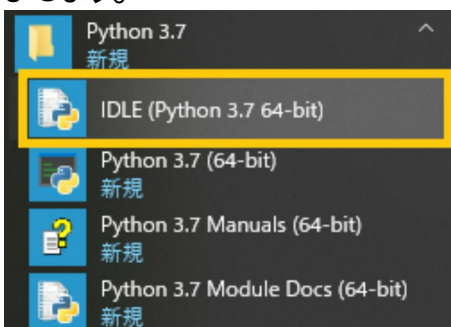 Python 3.7
新規
IDLE (Python 3.7 64-bit)
Python 3.7 (64-bit)
新規
Python 3.7 Manuals (64-bit)
新規
Python 3.7 Module Docs (64-bit)
新規